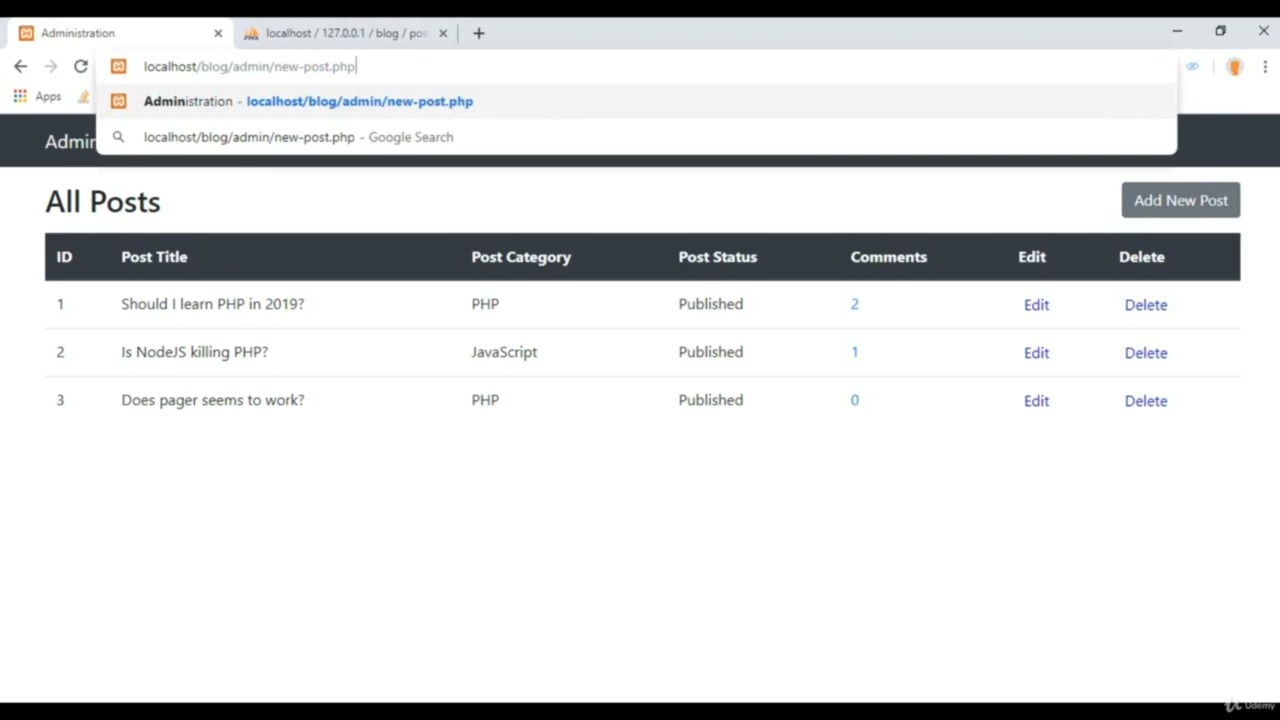 Administration
localhost / 127.0.0.1 / blog / pos
localhost/blog/admin/new-post.php
Apps
Administration - localhost/blog/admin/new-post.php
localhost/blog/admin/new-post.php - Google Search
Admin
All Posts
Add New Post
ID Post Title Post Category Post Status Comments Edit Delete
1 Should I learn PHP in 2019? PHP Published 2 Edit Delete
2 Is NodeJS killing PHP? JavaScript Published 1 Edit Delete
3 Does pager seems to work? PHP Published 0 Edit Delete
Udemy